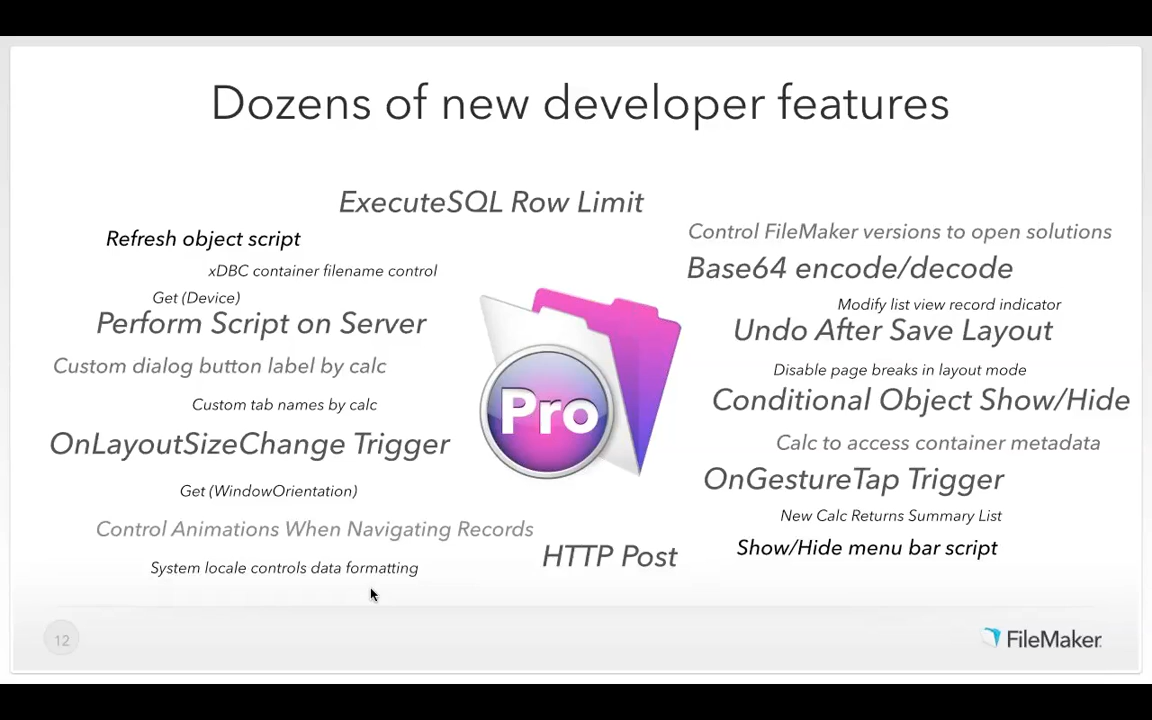 Dozens of new developer features
ExecuteSQL Row Limit
Refresh object script
xDBC container filename control
Get (Device)
Perform Script on Server
Custom dialog button label by calc
Custom tab names by calc
OnLayoutSizeChange Trigger
Get (WindowOrientation)
Control Animations When Navigating Records
System locale controls data formatting
Pro
HTTP Post
Control FileMaker versions to open solutions
Base64 encode/decode
Modify list view record indicator
Undo After Save Layout
Disable page breaks in layout mode
Conditional Object Show/Hide
Calc to access container metadata
OnGestureTap Trigger
New Calc Returns Summary List
Show/Hide menu bar script
12
FileMaker